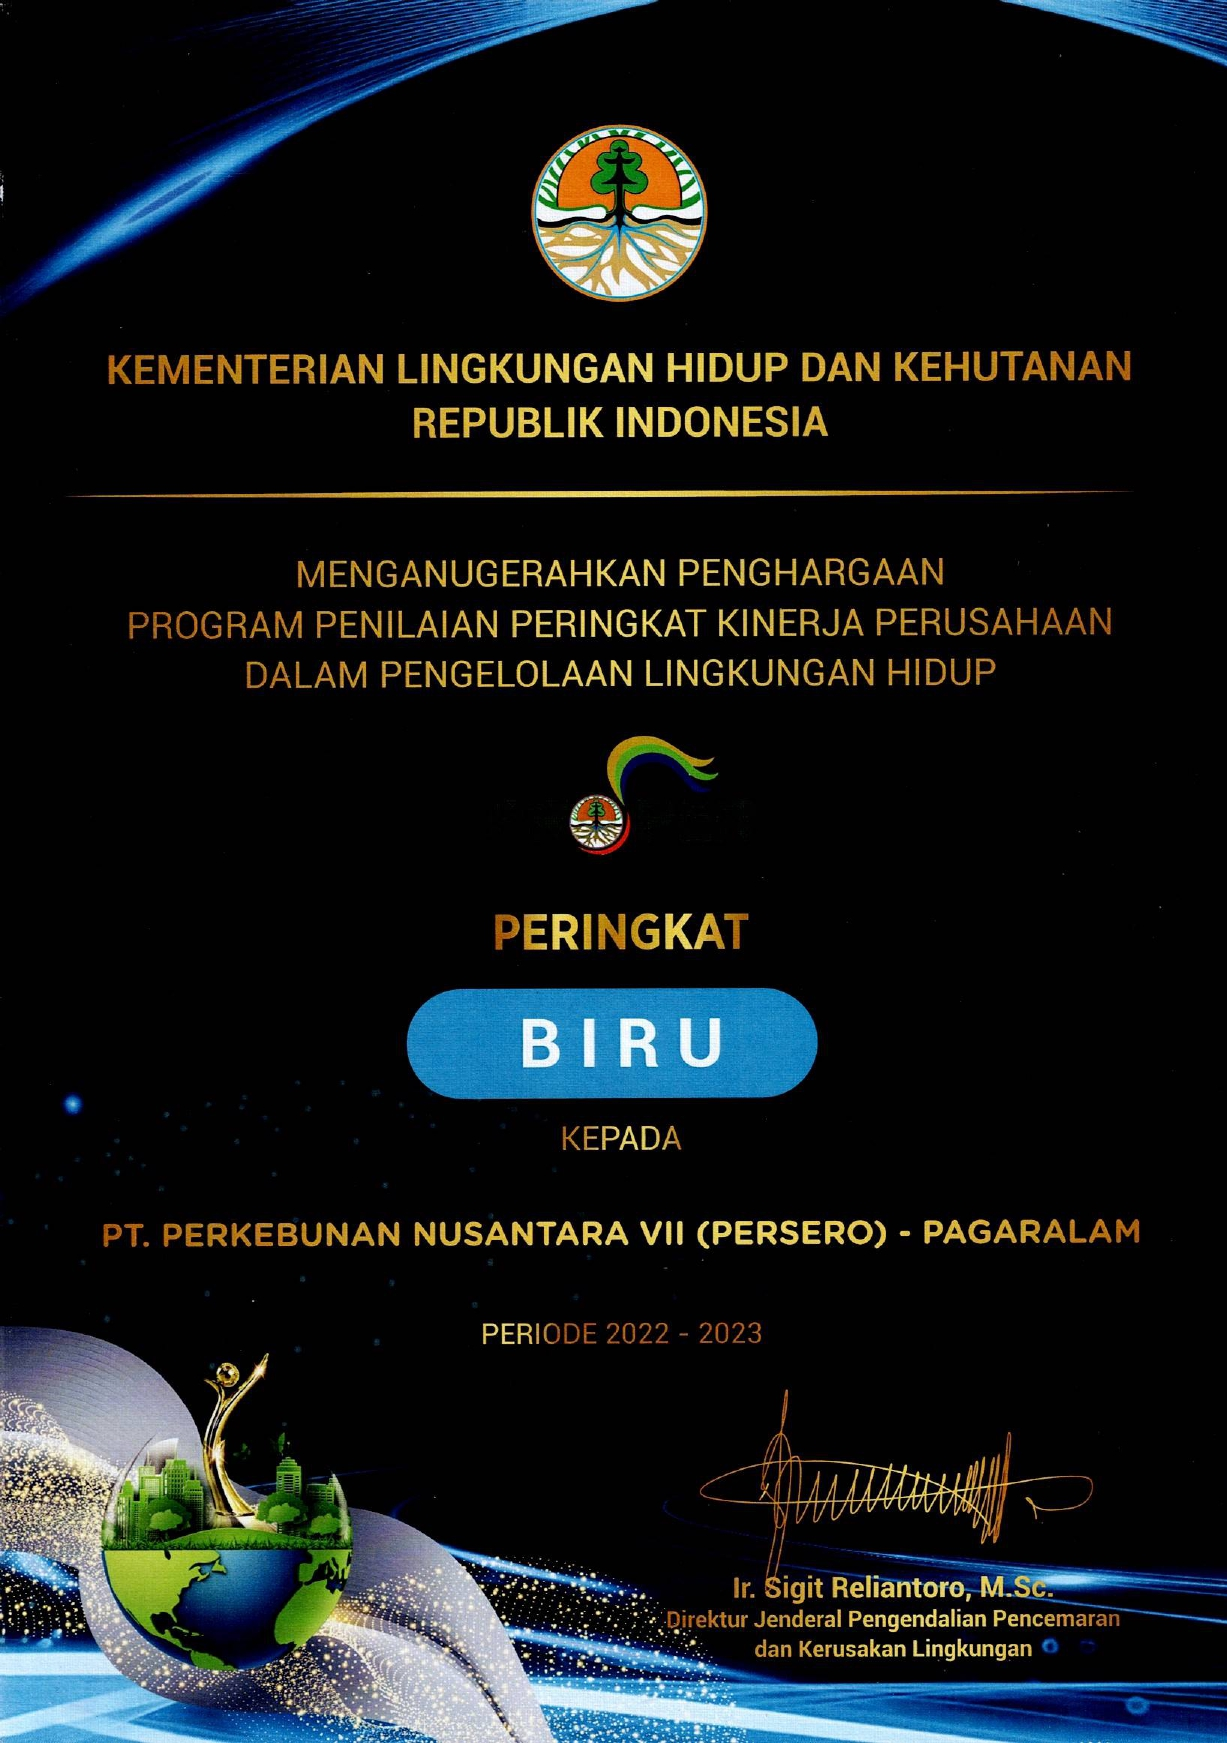 KEMENTERIAN LINGKUNGAN HIDUP DAN KEHUTANAN
REPUBLIK INDONESIA
MENGANUGERAHKAN PENGHARGAAN
PROGRAM PENILAIAN PERINGKAT KINERJA PERUSAHAAN
DALAM PENGELOLAAN LINGKUNGAN HIDUP
PERINGKAT
BIRU
KEPADA
PT. PERKEBUNAN NUSANTARA VII (PERSERO) - PAGARALAM
PERIODE 2022 - 2023
Ir. Sigit Reliantoro, M.Sc.
Direktur Jenderal Pengendalian Pencemaran
dan Kerusakan Lingkungan